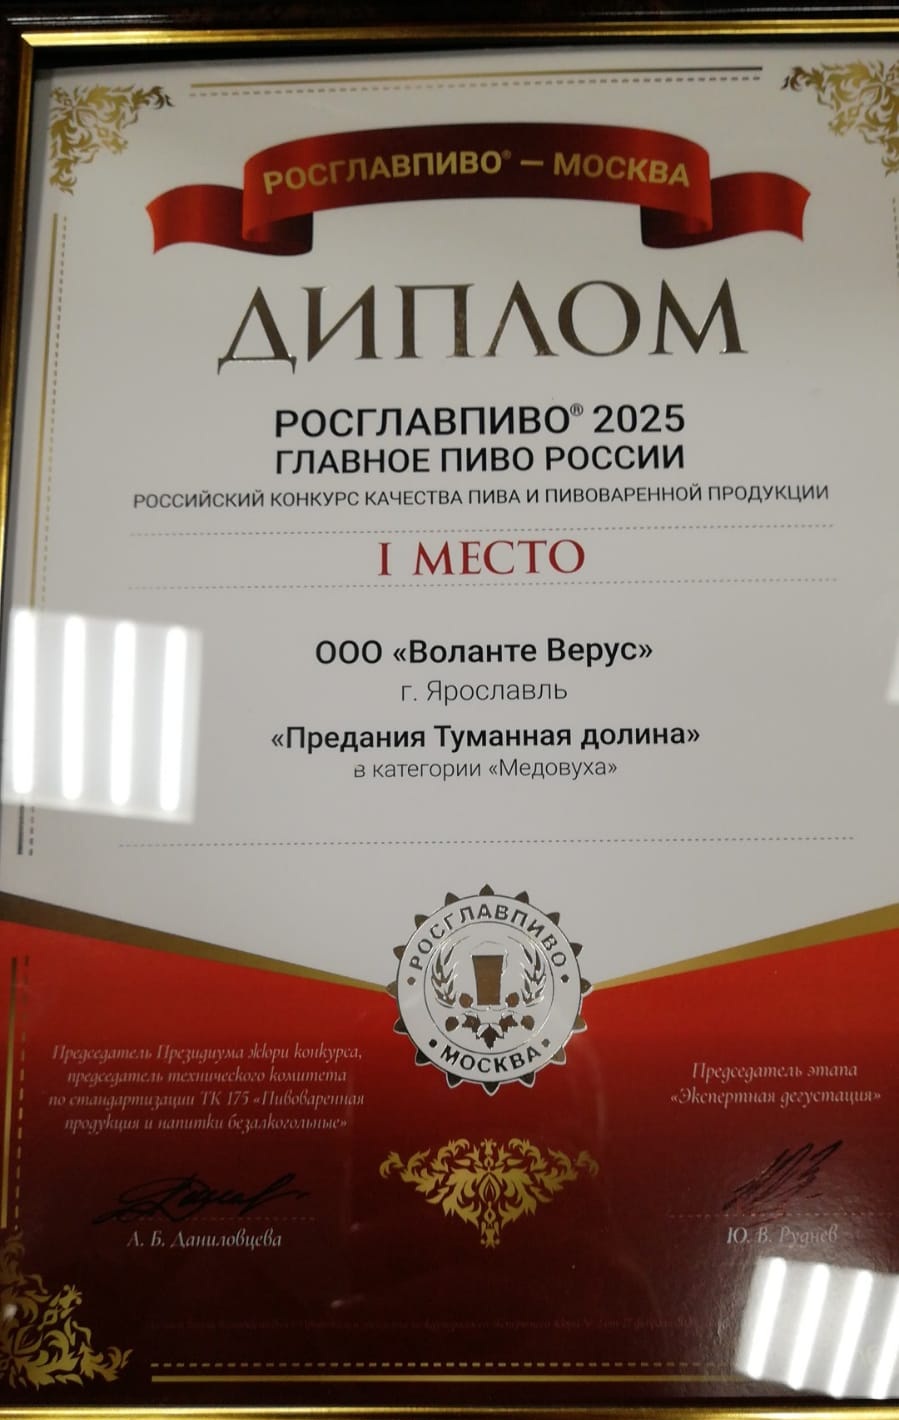 РОСГЛАВПИВО® — МОСКВА
ДИПЛОМ
РОСГЛАВПИВО® 2025
ГЛАВНОЕ ПИВО РОССИИ
РОССИЙСКИЙ КОНКУРС КАЧЕСТВА ПИВА И ПИВОВАРЕННОЙ ПРОДУКЦИИ
I МЕСТО
ООО «Воланте Верус»
г. Ярославль
«Предания Туманная долина»
в категории «Медовуха»
РОСГЛАВПИВО
МОСКВА
Председатель Президиума жюри конкурса,
председатель технического комитета
по стандартизации ТК 175 «Пивоваренная
продукция и напитки безалкогольные»
А. Б. Даниловцева
Председатель этапа
«Экспертная дегустация»
Ю. В. Руднев